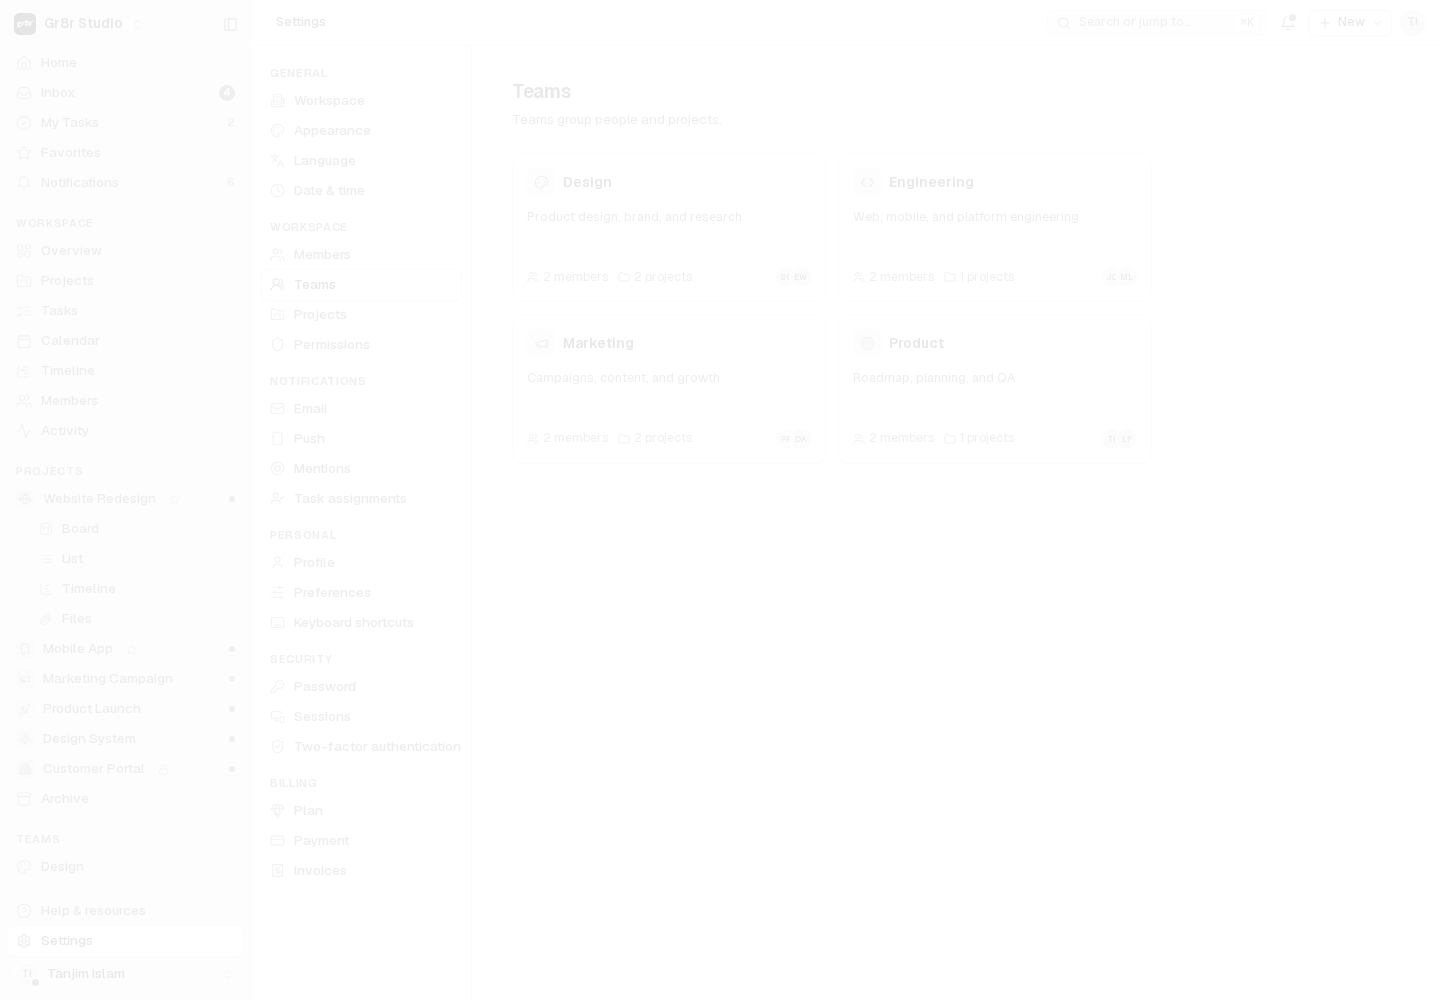 Gr8r Studio
Home
Inbox 4
My Tasks 2
Favorites
Notifications 6
WORKSPACE
Overview
Projects
Tasks
Calendar
Timeline
Members
Activity
PROJECTS
Website Redesign
Board
List
Timeline
Files
Mobile App
Marketing Campaign
Product Launch
Design System
Customer Portal
Archive
TEAMS
Design
Help & resources
Settings
TI Tanjim Islam
Settings
Search or jump to... ⌘K
New
TI
GENERAL
Workspace
Appearance
Language
Date & time
WORKSPACE
Members
Teams
Projects
Permissions
NOTIFICATIONS
Email
Push
Mentions
Task assignments
PERSONAL
Profile
Preferences
Keyboard shortcuts
SECURITY
Password
Sessions
Two-factor authentication
BILLING
Plan
Payment
Invoices
Teams
Teams group people and projects.
Design
Product design, brand, and research
2 members 2 projects EW
Engineering
Web, mobile, and platform engineering
2 members 1 projects ML
Marketing
Campaigns, content, and growth
2 members 2 projects DA
Product
Roadmap, planning, and QA
2 members 1 projects TI LF